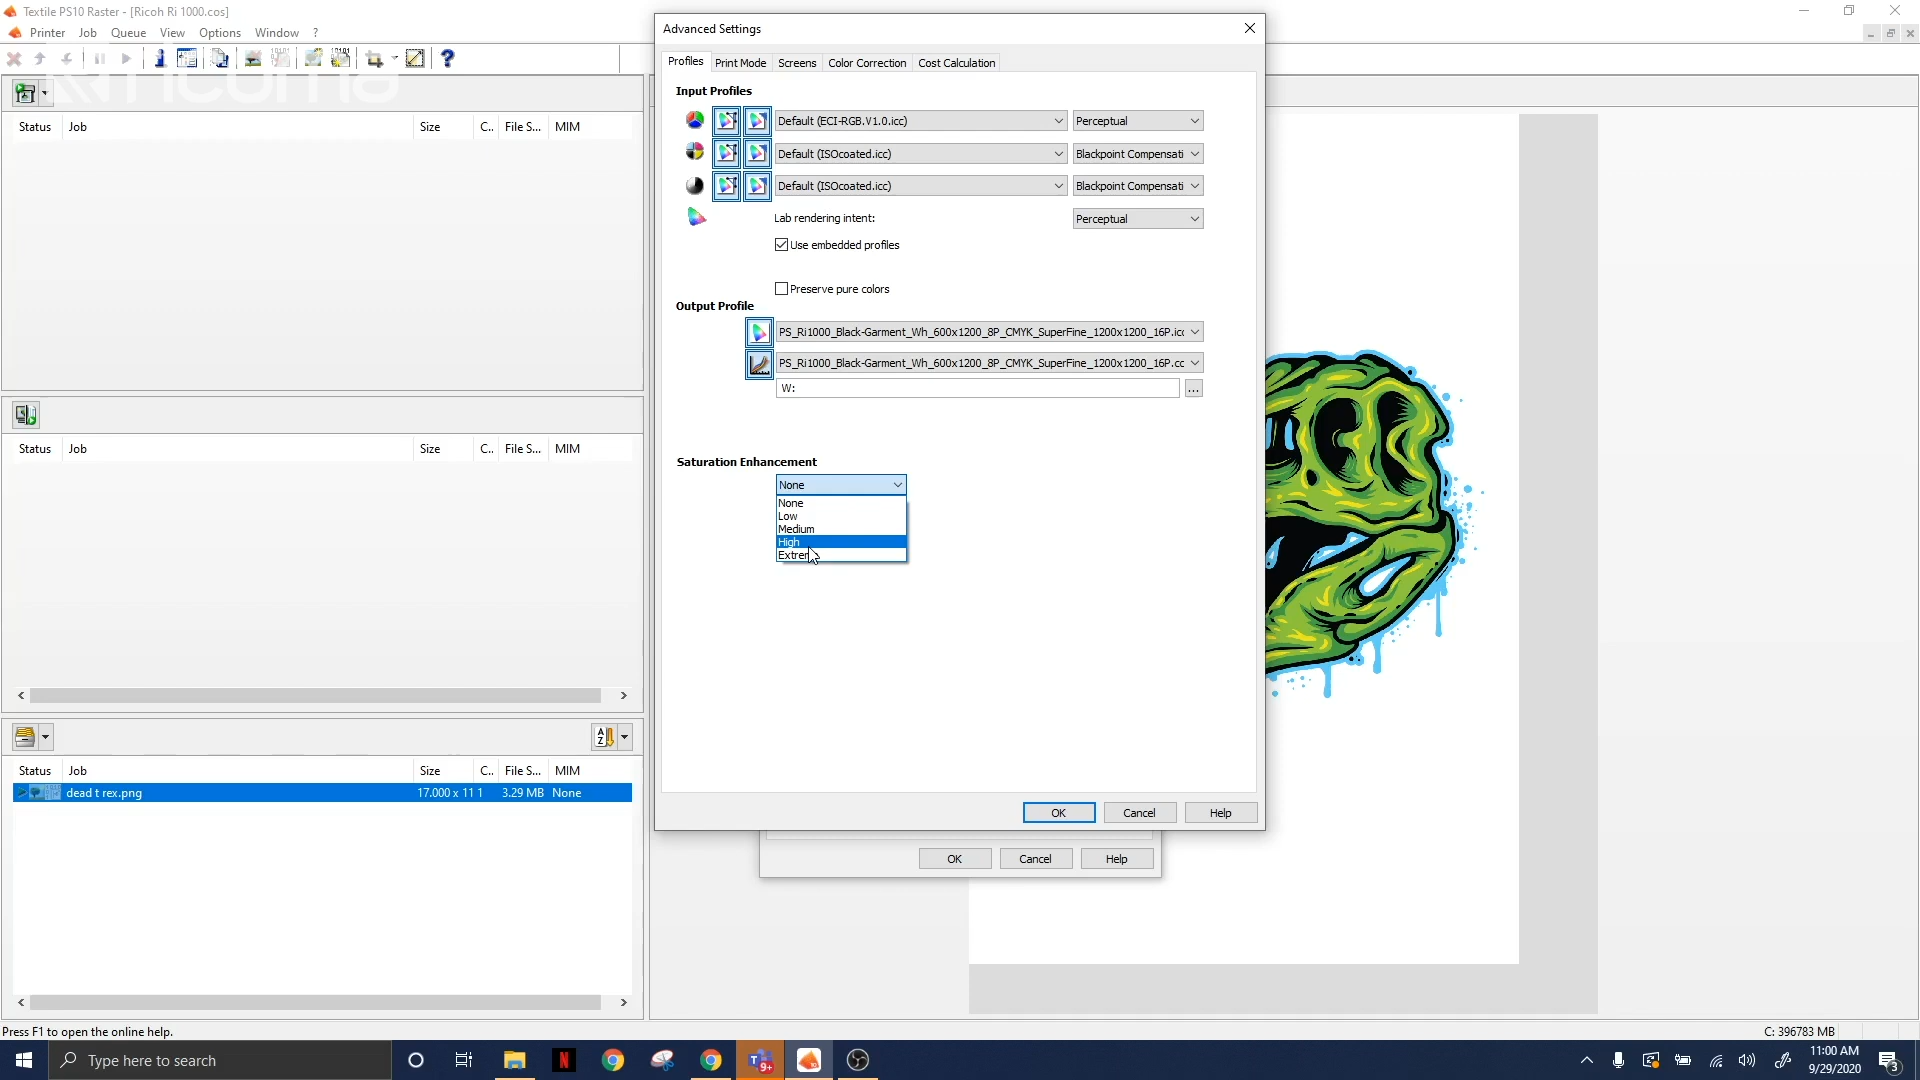 Textile PS10 Raster - [Ricoh Ri 1000.cos]
Printer Job Queue View Options Window ?
ricoma
Status Job Size C.. File S... MIM
Status Job Size C.. File S... MIM
Status Job Size C.. File S... MIM
dead t rex.png 17.000 x 11 1 3.29 MB None
Press F1 to open the online help.
C: 396783 MB
Advanced Settings
Profiles Print Mode Screens Color Correction Cost Calculation
Input Profiles
Default (ECI-RGB.V1.0.icc) Perceptual
Default (ISOcoated.icc) Blackpoint Compensati
Default (ISOcoated.icc) Blackpoint Compensati
Lab rendering intent: Perceptual
Use embedded profiles
Preserve pure colors
Output Profile
PS_Ri1000_Black-Garment_Wh_600x1200_8P_CMYK_SuperFine_1200x1200_16P.icc
PS_Ri1000_Black-Garment_Wh_600x1200_8P_CMYK_SuperFine_1200x1200_16P.cc
W: ...
Saturation Enhancement
None
None
Low
Medium
High
Extrem
OK Cancel Help
OK Cancel Help
Type here to search
9+
11:00 AM
9/29/2020
3